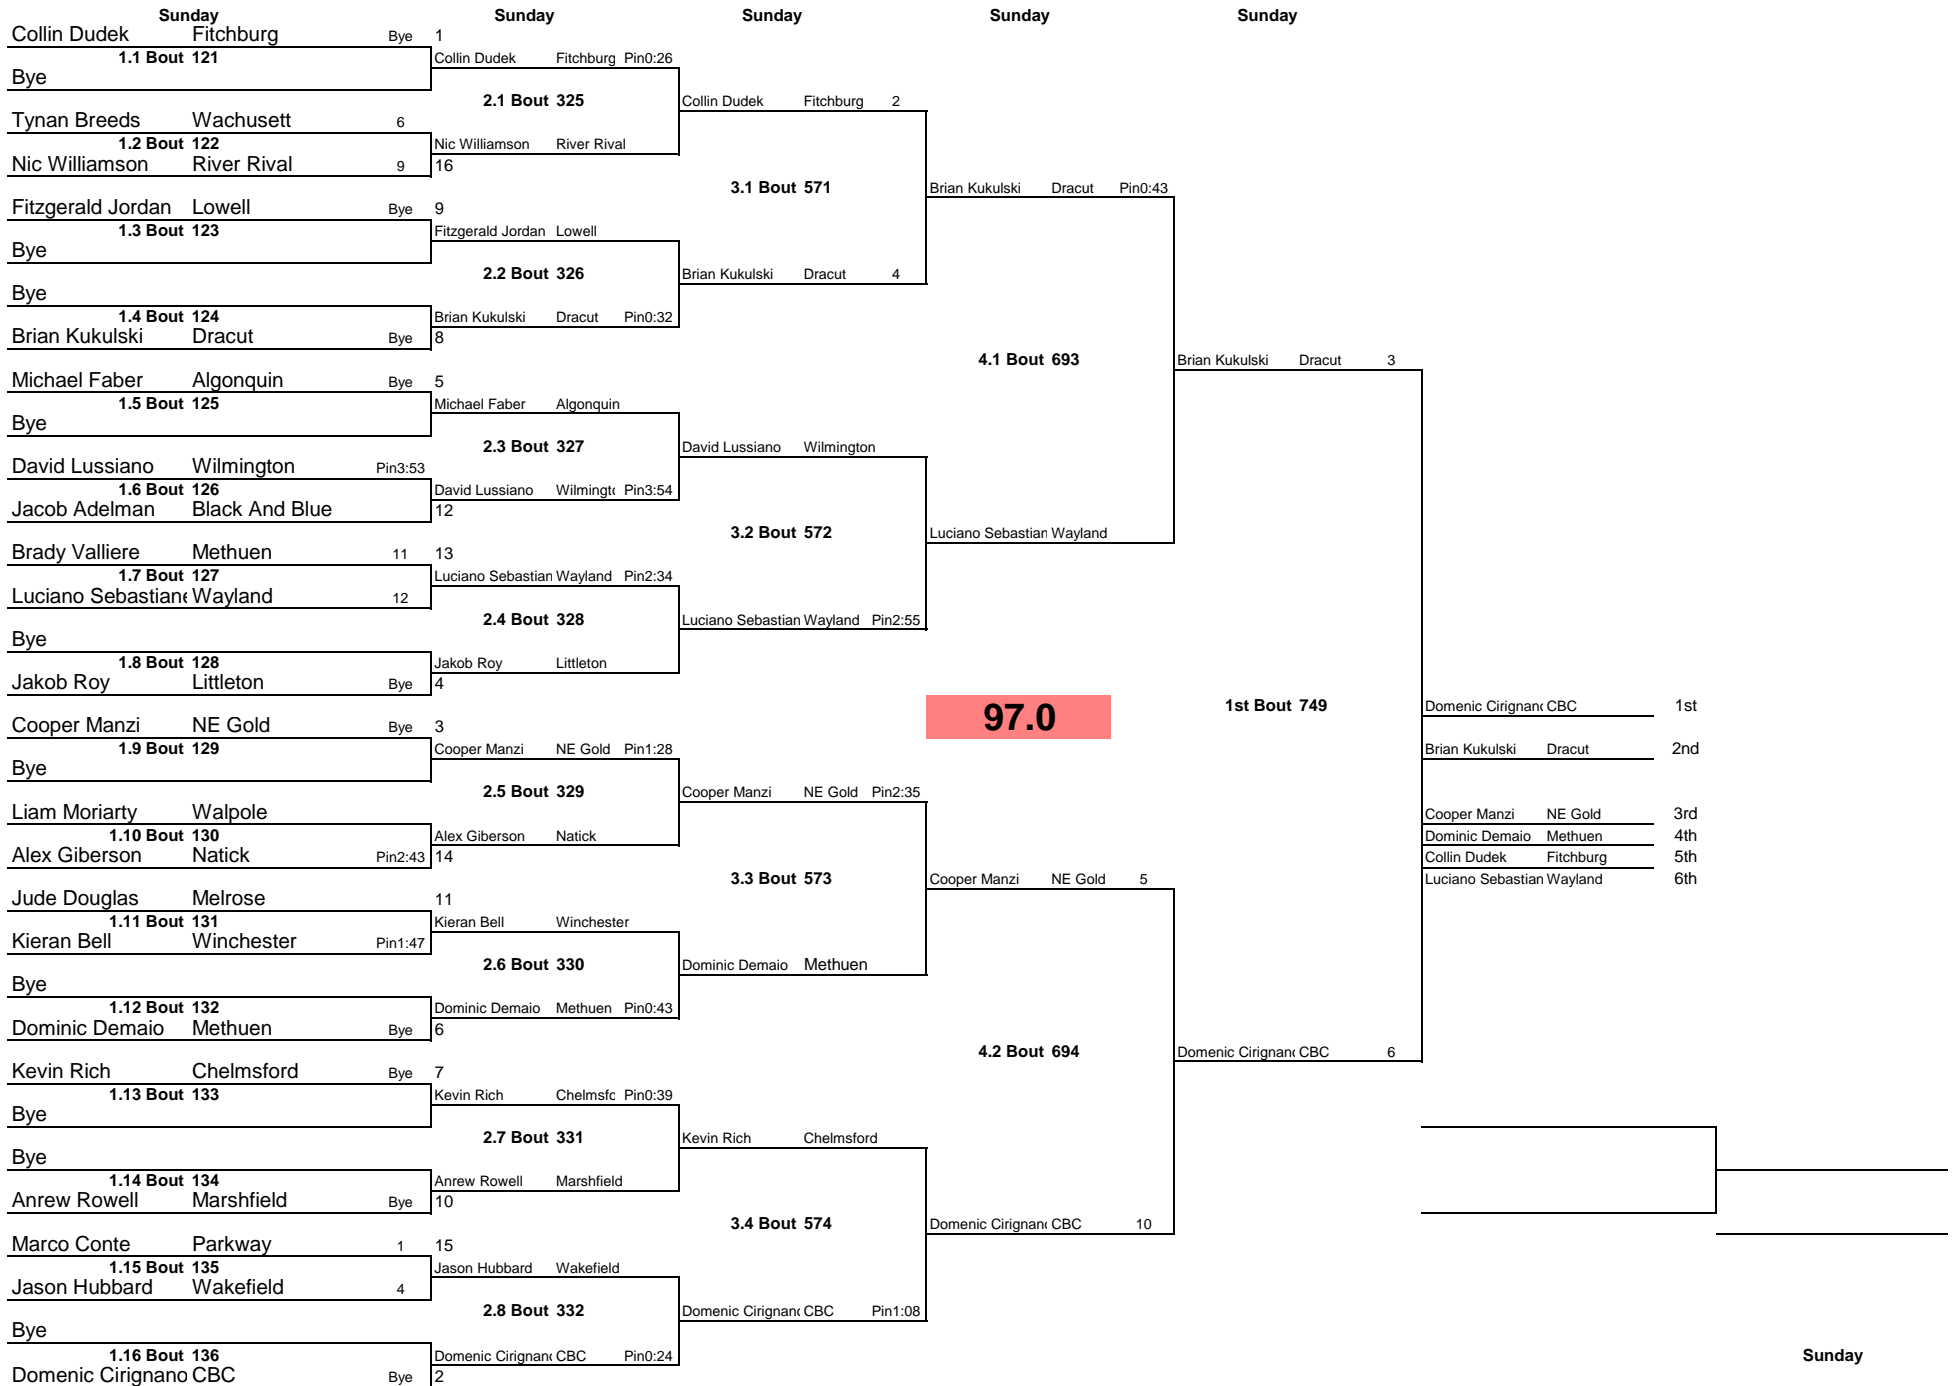 Sunday Sunday Sunday Sunday Sunday
Collin Dudek Fitchburg Bye 1
1.1 Bout 121
Collin Dudek Fitchburg Pin0:26
Bye
2.1 Bout 325
Collin Dudek Fitchburg 2
Tynan Breeds Wachusett 6
1.2 Bout 122
Nic Williamson River Rival
Nic Williamson River Rival 9 16
3.1 Bout 571
Brian Kukulski Dracut Pin0:43
Fitzgerald Jordan Lowell Bye 9
1.3 Bout 123
Fitzgerald Jordan Lowell
Bye
2.2 Bout 326
Brian Kukulski Dracut 4
Bye
1.4 Bout 124
Brian Kukulski Dracut Pin0:32
Brian Kukulski Dracut Bye 8
4.1 Bout 693
Brian Kukulski Dracut 3
Michael Faber Algonquin Bye 5
1.5 Bout 125
Michael Faber Algonquin
Bye
2.3 Bout 327
David Lussiano Wilmington
David Lussiano Wilmington Pin3:53
1.6 Bout 126
David Lussiano Wilmingt Pin3:54
Jacob Adelman Black And Blue 12
3.2 Bout 572
Luciano Sebastian Wayland
Brady Valliere Methuen 11 13
1.7 Bout 127
Luciano Sebastian Wayland Pin2:34
Luciano Sebastian Wayland 12
2.4 Bout 328
Luciano Sebastian Wayland Pin2:55
Bye
1.8 Bout 128
Jakob Roy Littleton
Jakob Roy Littleton Bye 4
97.0
1st Bout 749
Domenic Cirignan CBC 1st
Cooper Manzi NE Gold Bye 3
1.9 Bout 129
Cooper Manzi NE Gold Pin1:28
Brian Kukulski Dracut 2nd
Bye
2.5 Bout 329
Cooper Manzi NE Gold Pin2:35
Liam Moriarty Walpole
Cooper Manzi NE Gold 3rd
1.10 Bout 130
Alex Giberson Natick
Dominic Demaio Methuen 4th
Alex Giberson Natick Pin2:43 14
Collin Dudek Fitchburg 5th
3.3 Bout 573
Cooper Manzi NE Gold 5
Luciano Sebastian Wayland 6th
Jude Douglas Melrose 11
1.11 Bout 131
Kieran Bell Winchester
Kieran Bell Winchester Pin1:47
2.6 Bout 330
Dominic Demaio Methuen
Bye
1.12 Bout 132
Dominic Demaio Methuen Pin0:43
Dominic Demaio Methuen Bye 6
4.2 Bout 694
Domenic Cirignan CBC 6
Kevin Rich Chelmsford Bye 7
1.13 Bout 133
Kevin Rich Chelmsf Pin0:39
Bye
2.7 Bout 331
Kevin Rich Chelmsford
Bye
1.14 Bout 134
Anrew Rowell Marshfield
Anrew Rowell Marshfield Bye 10
3.4 Bout 574
Domenic Cirignan CBC 10
Marco Conte Parkway 1 15
1.15 Bout 135
Jason Hubbard Wakefield
Jason Hubbard Wakefield 4
2.8 Bout 332
Domenic Cirignan CBC Pin1:08
Bye
1.16 Bout 136
Domenic Cirignan CBC Pin0:24
Sunday
Domenic Cirignano CBC Bye 2